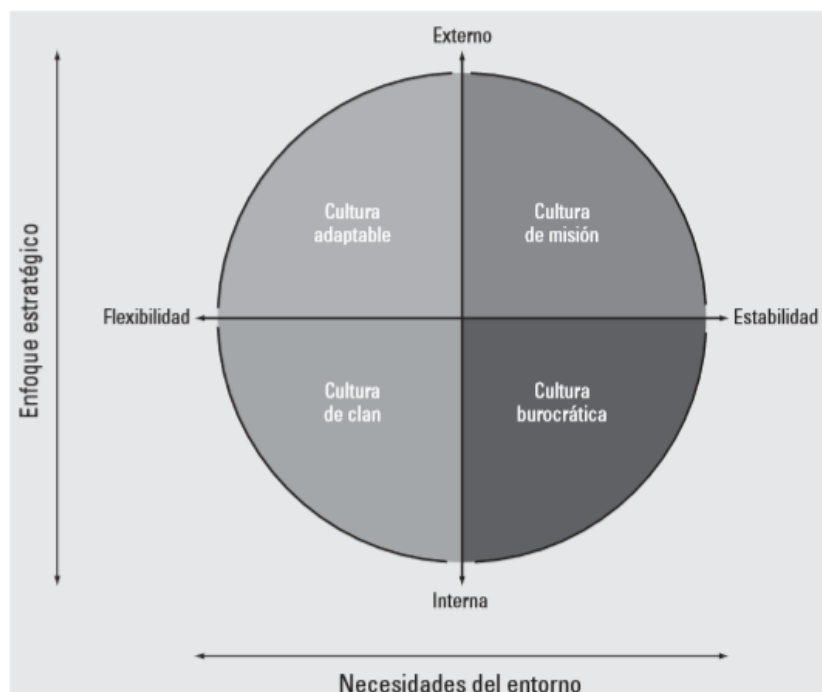 Externo
Cultura
adaptable
Cultura
de misión
Enfoque estratégico
Flexibilidad
Estabilidad
Cultura
de clan
Cultura
burocrática
Interna
Necesidades del entorno